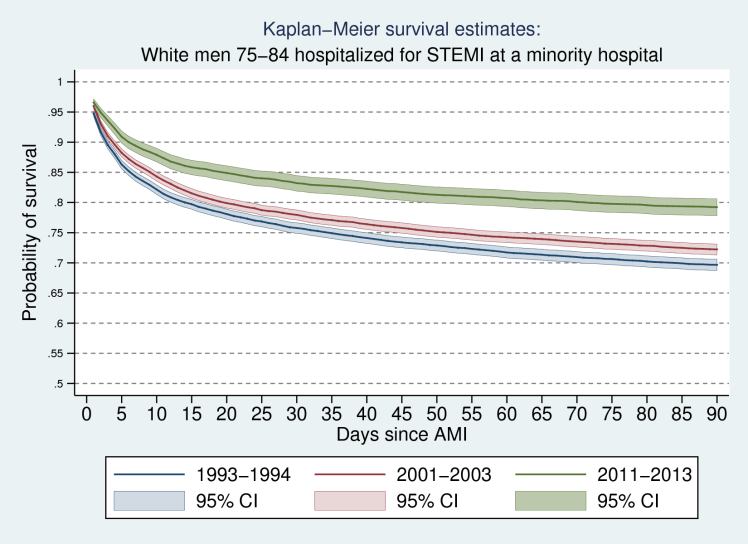 Kaplan−Meier survival estimates:
White men 75−84 hospitalized for STEMI at a minority hospital
Probability of survival
1
.95
.9
.85
.8
.75
.7
.65
.6
.55
.5
0 5 10 15 20 25 30 35 40 45 50 55 60 65 70 75 80 85 90
Days since AMI
1993−1994 2001−2003 2011−2013
95% CI 95% CI 95% CI